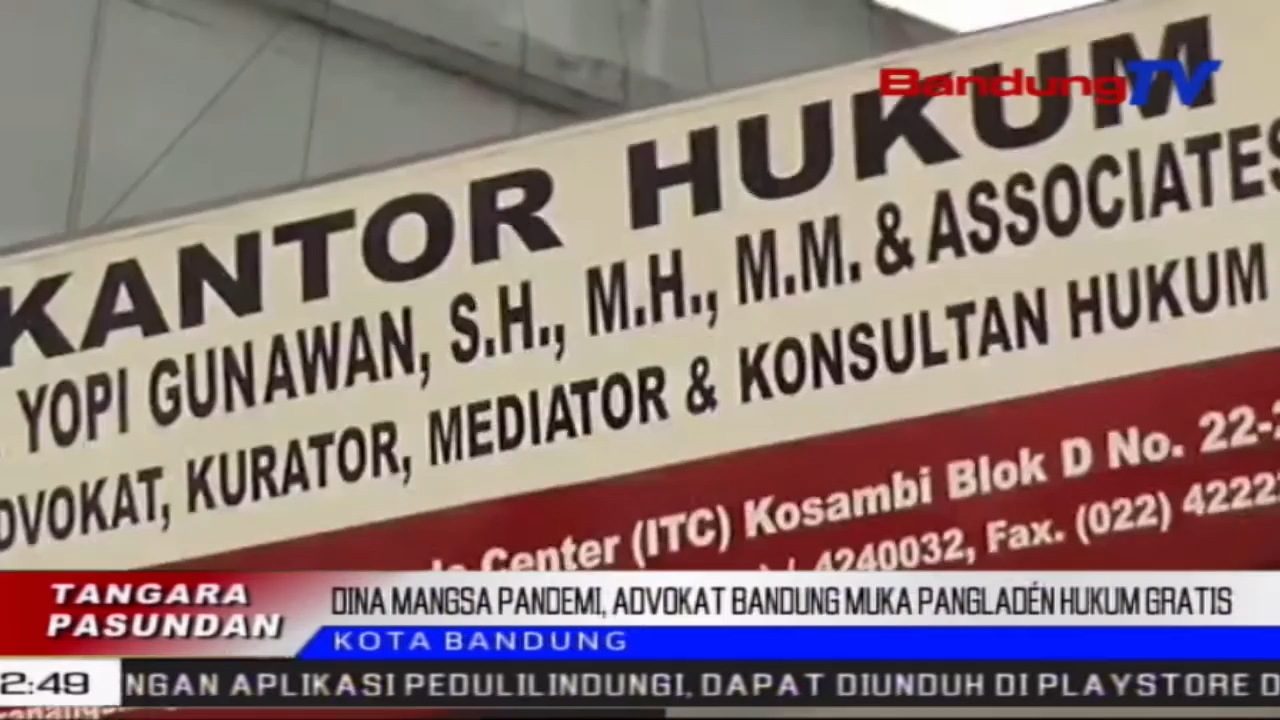 BandungTV
KANTOR HUKUM
YOPI GUNAWAN, S.H., M.H., M.M. & ASSOCIATES
ADVOKAT, KURATOR, MEDIATOR & KONSULTAN HUKUM
Center (ITC) Kosambi Blok D No. 22-
4240032, Fax. (022) 4222
TANGARA PASUNDAN
DINA MANGSA PANDEMI, ADVOKAT BANDUNG MUKA PANGLADÉN HUKUM GRATIS
KOTA BANDUNG
2:49
NGAN APLIKASI PEDULILINDUNGI, DAPAT DIUNDUH DI PLAYSTORE D